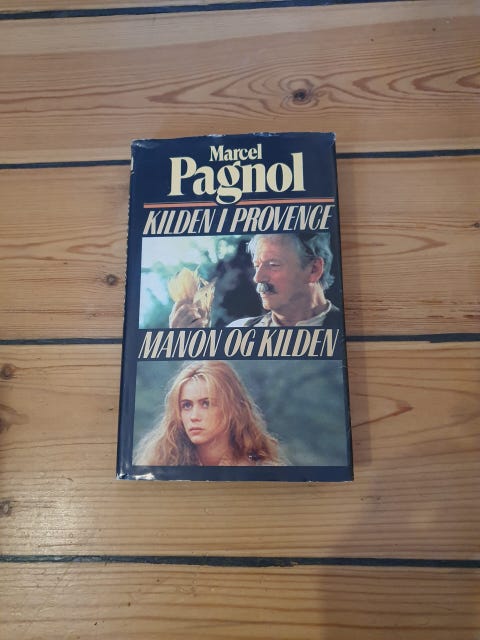 Marcel
Pagnol
KILDEN I PROVENCE
MANON OG KILDEN